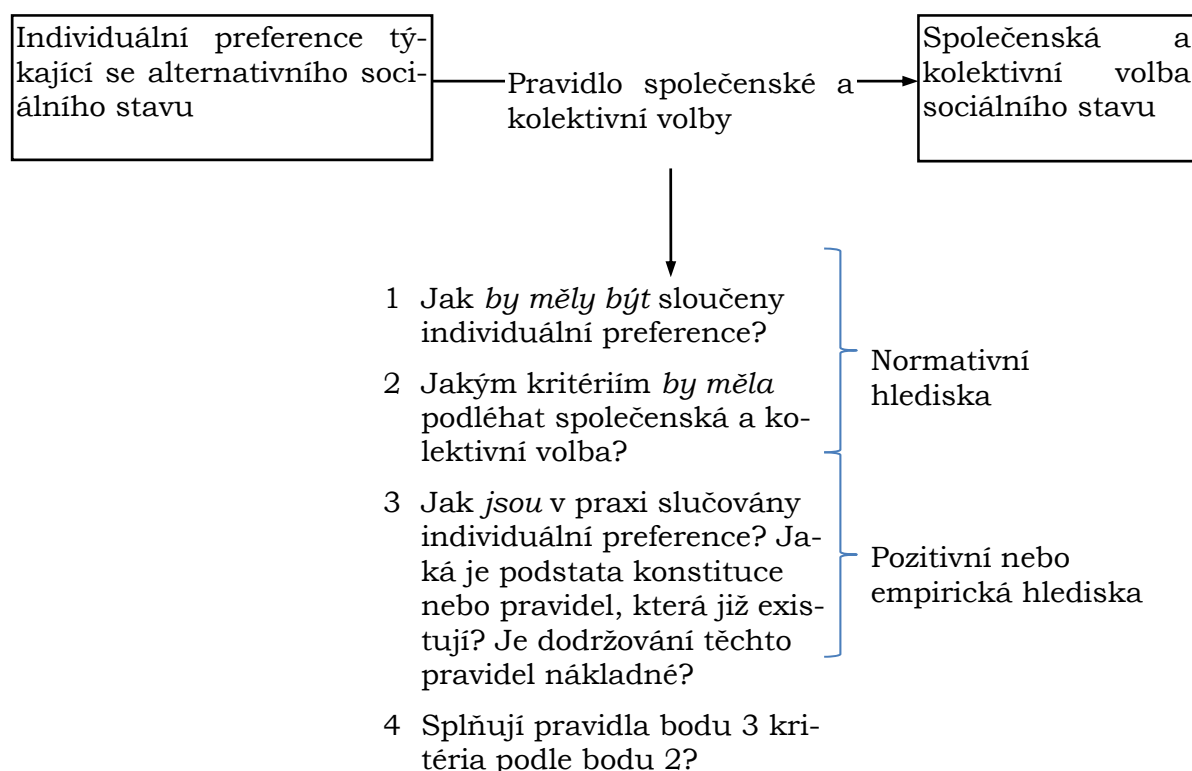 Individuální preference tý-
kající se alternativního soci-
álního stavu
Pravidlo společenské a
kolektivní volby
Společenská a
kolektivní volba
sociálního stavu
1 Jak by měly být sloučeny
individuální preference?
2 Jakým kritériím by měla
podléhat společenská a ko-
lektivní volba?
Normativní
hlediska
3 Jak jsou v praxi slučovány
individuální preference? Ja-
ká je podstata konstituce
nebo pravidel, která již exis-
tují? Je dodržování těchto
pravidel nákladné?
Pozitivní nebo
empirická hlediska
4 Splňují pravidla bodu 3 kri-
téria podle bodu 2?